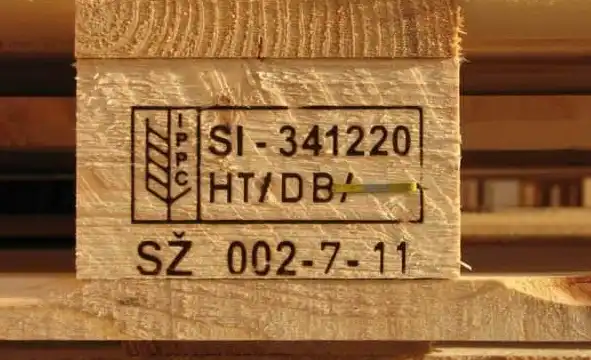 IPPC
SI - 341220
HT/DB/
SŽ 002-7-11